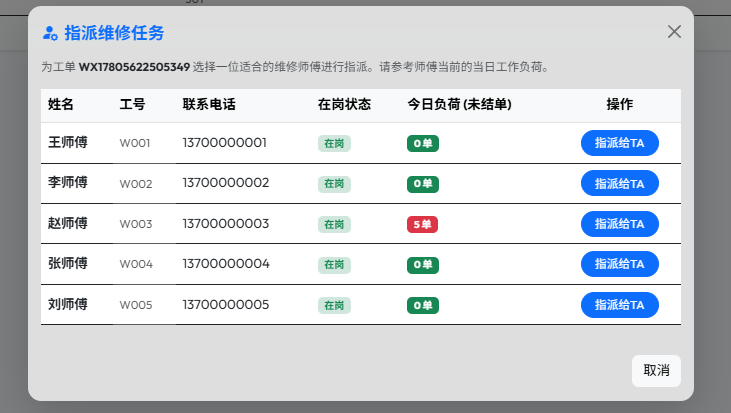 指派维修任务
为工单 WX17805622505349 选择一位适合的维修师傅进行指派。请参考师傅当前的当日工作负荷。
姓名 工号 联系电话 在岗状态 今日负荷 (未结单) 操作
王师傅 W001 13700000001 在岗 0 单 指派给TA
李师傅 W002 13700000002 在岗 0 单 指派给TA
赵师傅 W003 13700000003 在岗 5 单 指派给TA
张师傅 W004 13700000004 在岗 0 单 指派给TA
刘师傅 W005 13700000005 在岗 0 单 指派给TA
取消